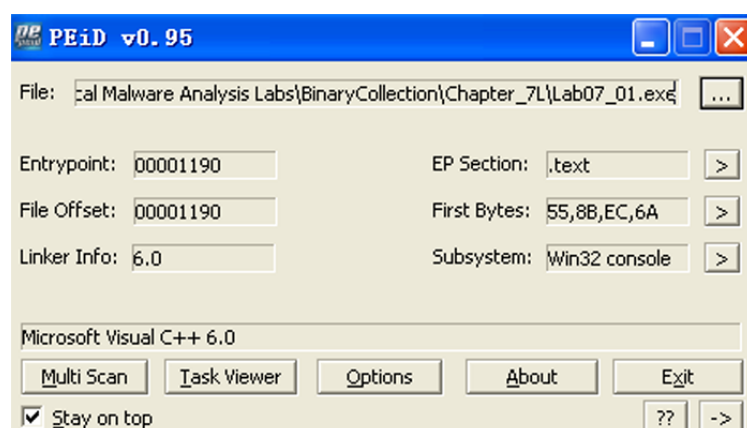 PEiD v0.95
File: cal Malware Analysis Labs\BinaryCollection\Chapter_7L\Lab07_01.exe ...
Entrypoint: 00001190 EP Section: .text >
File Offset: 00001190 First Bytes: 55,8B,EC,6A >
Linker Info: 6.0 Subsystem: Win32 console >
Microsoft Visual C++ 6.0
Multi Scan Task Viewer Options About Exit
Stay on top ?? ->